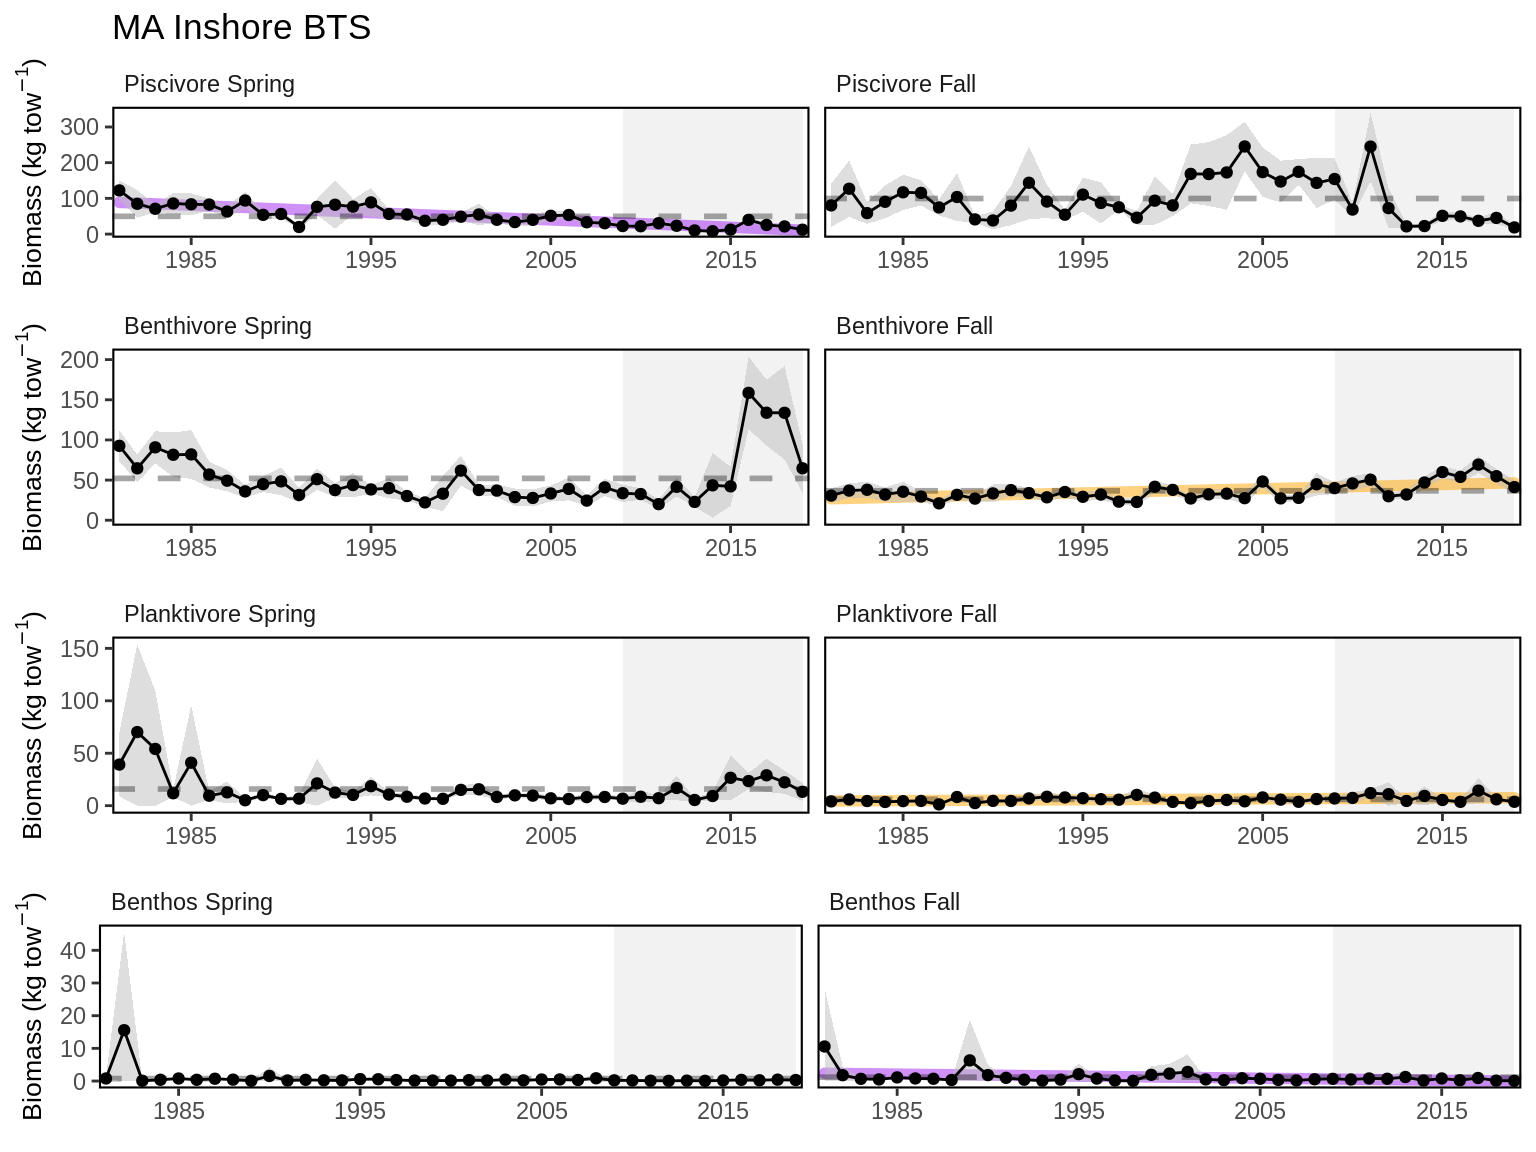 MA Inshore BTS
Piscivore Spring
Piscivore Fall
Biomass (kg tow⁻¹)
300
200
100
0
1985 1995 2005 2015
1985 1995 2005 2015
Benthivore Spring
Benthivore Fall
Biomass (kg tow⁻¹)
200
150
100
50
0
1985 1995 2005 2015
1985 1995 2005 2015
Planktivore Spring
Planktivore Fall
Biomass (kg tow⁻¹)
150
100
50
0
1985 1995 2005 2015
1985 1995 2005 2015
Benthos Spring
Benthos Fall
Biomass (kg tow⁻¹)
40
30
20
10
0
1985 1995 2005 2015
1985 1995 2005 2015